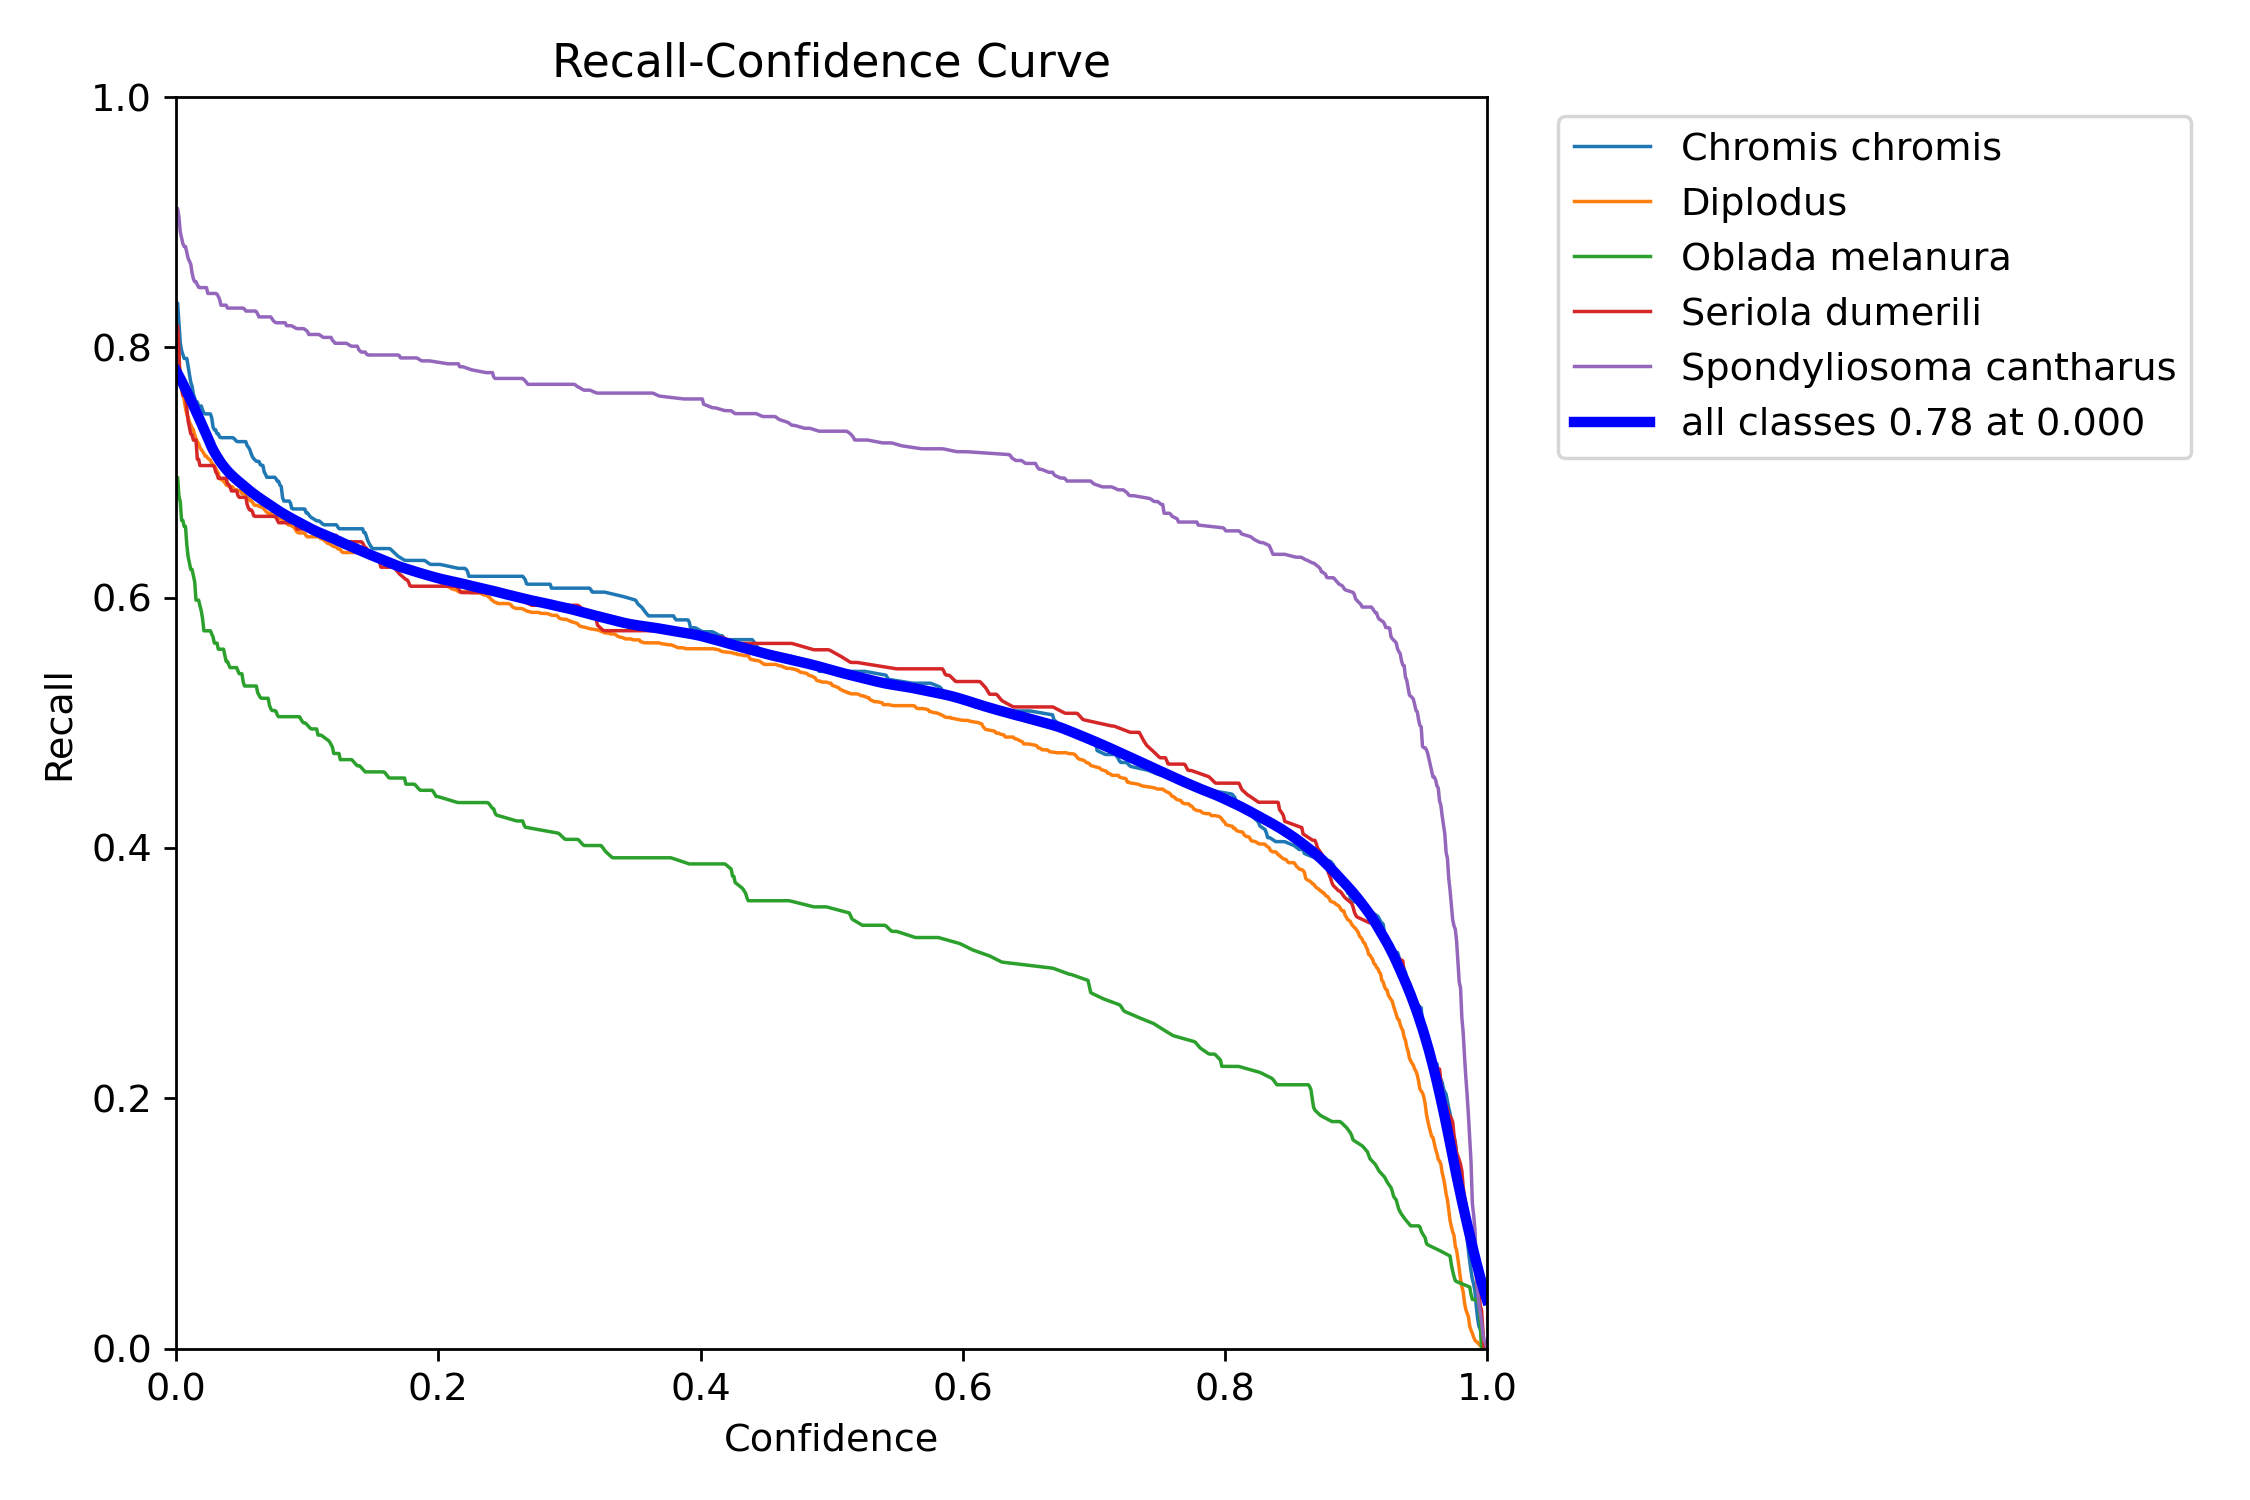 Recall-Confidence Curve
1.0
0.8
0.6
0.4
0.2
0.0
Recall
0.0 0.2 0.4 0.6 0.8 1.0
Confidence
Chromis chromis
Diplodus
Oblada melanura
Seriola dumerili
Spondyliosoma cantharus
all classes 0.78 at 0.000